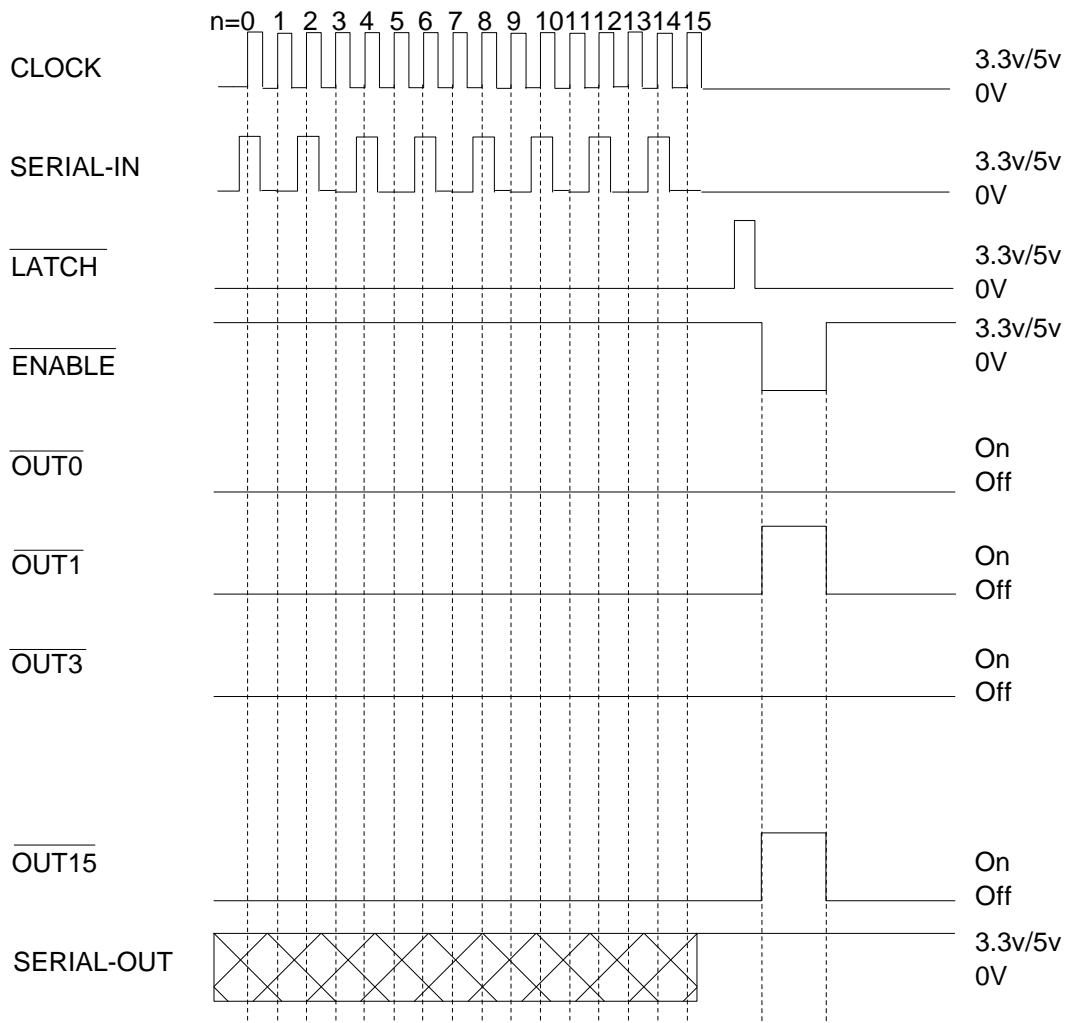 n=0 1 2 3 4 5 6 7 8 9 10 11 12 13 14 15
CLOCK
3.3v/5v
0V
SERIAL-IN
3.3v/5v
0V
LATCH
3.3v/5v
0V
ENABLE
3.3v/5v
0V
OUT0
On
Off
OUT1
On
Off
OUT3
On
Off
OUT15
On
Off
SERIAL-OUT
3.3v/5v
0V